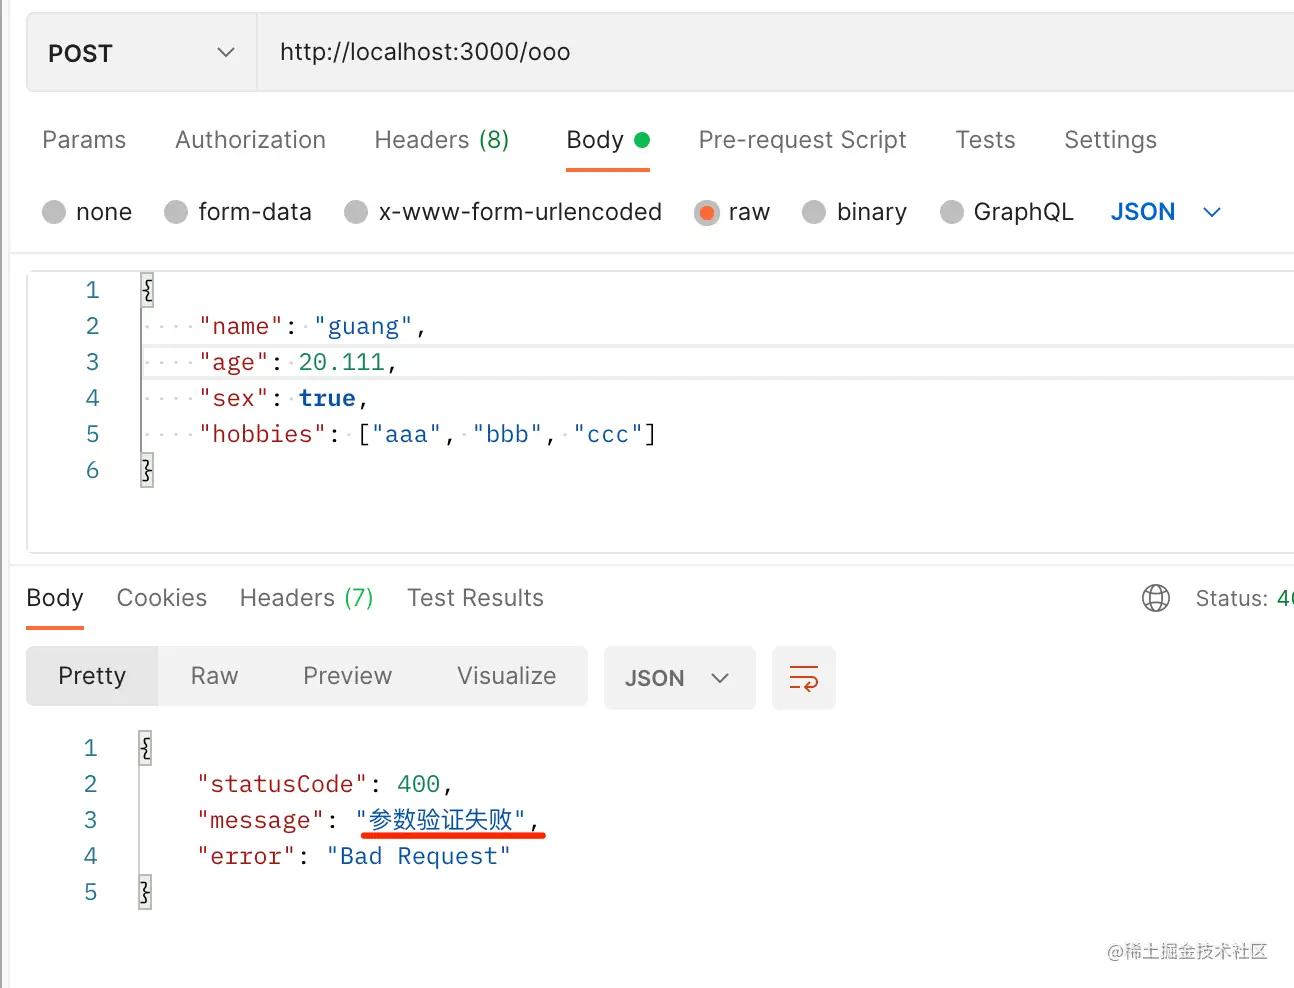 POST http://localhost:3000/ooo
Params Authorization Headers (8) Body Pre-request Script Tests Settings
none form-data x-www-form-urlencoded raw binary GraphQL JSON
1 {
2 "name": "guang",
3 "age": 20.111,
4 "sex": true,
5 "hobbies": ["aaa", "bbb", "ccc"]
6 }
Body Cookies Headers (7) Test Results Status: 40
Pretty Raw Preview Visualize JSON
1 {
2 "statusCode": 400,
3 "message": "参数验证失败",
4 "error": "Bad Request"
5 }
@稀土掘金技术社区